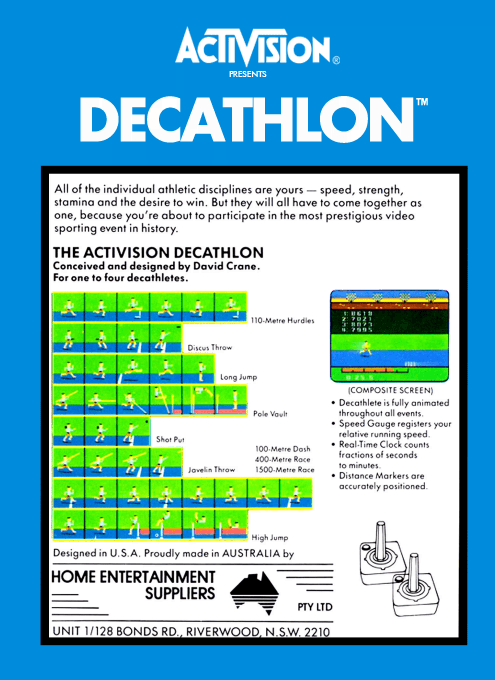 ACTIVISION®
PRESENTS
DECATHLON™
All of the individual athletic disciplines are yours — speed, strength,
stamina and the desire to win. But they will all have to come together as
one, because you're about to participate in the most prestigious video
sporting event in history.
THE ACTIVISION DECATHLON
Conceived and designed by David Crane.
For one to four decathletes.
110-Metre Hurdles
Discus Throw
Long Jump
Pole Vault
Shot Put
Javelin Throw
100-Metre Dash
400-Metre Race
1500-Metre Race
High Jump
(COMPOSITE SCREEN)
• Decathlete is fully animated
throughout all events.
• Speed Gauge registers your
relative running speed.
• Real-Time Clock counts
fractions of seconds
to minutes.
• Distance Markers are
accurately positioned.
Designed in U.S.A. Proudly made in AUSTRALIA by
HOME ENTERTAINMENT
SUPPLIERS
PTY LTD
UNIT 1/128 BONDS RD., RIVERWOOD, N.S.W. 2210